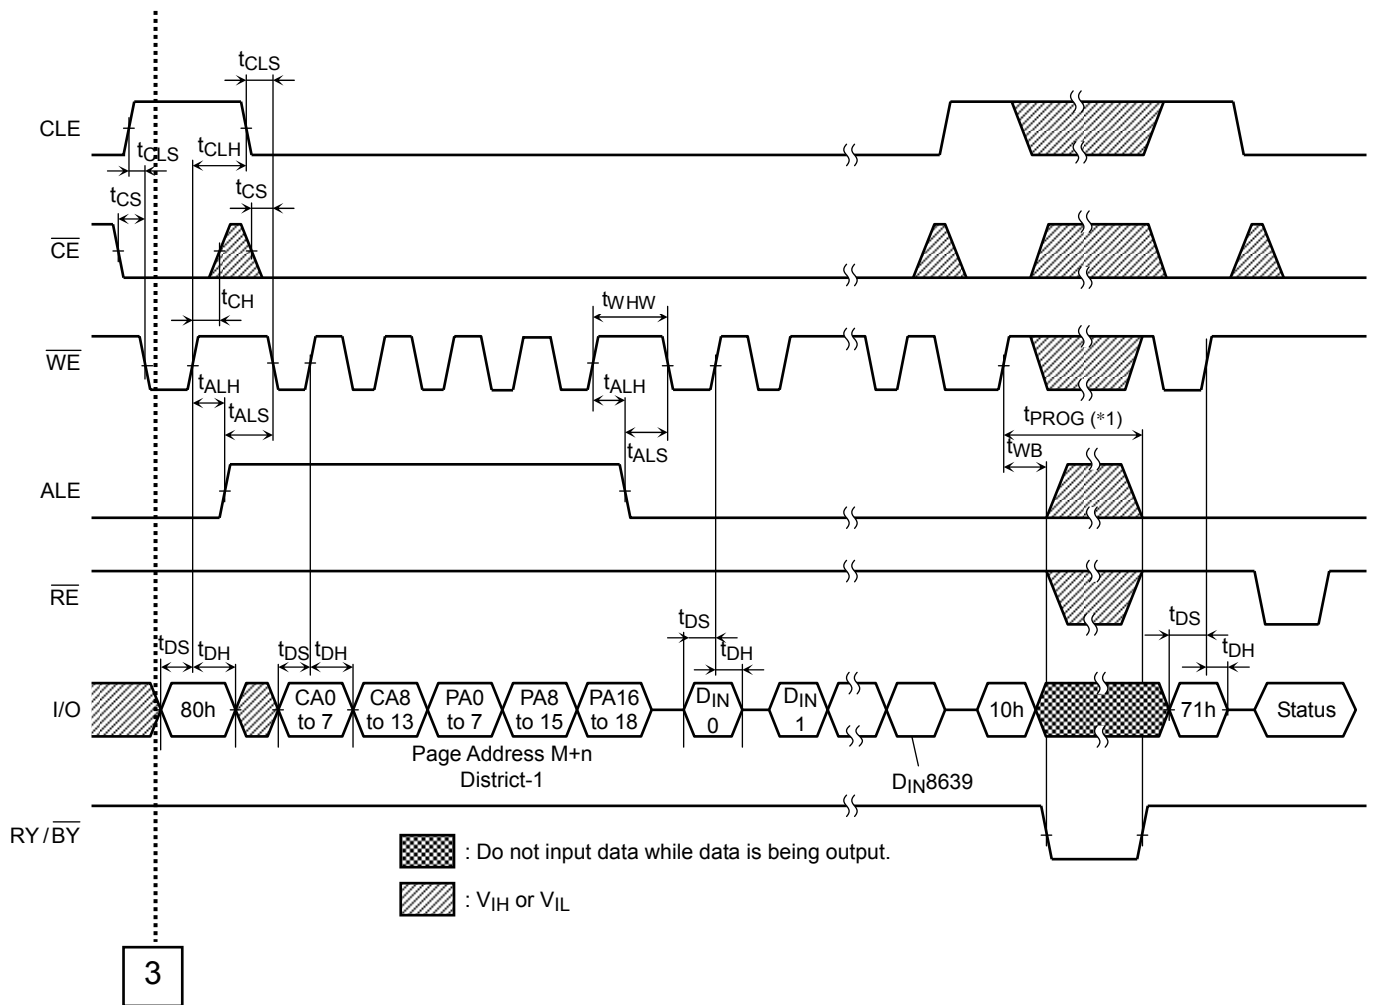 tCLS
CLE
tCLS
tCLH
tCS
tCS
CE
tCH
tWHW
WE
tALH
tALH
tALS
tPROG (*1)
tALS
tWB
ALE
RE
tDS
tDH
tDS
tDH
tDS
tDH
tDS
tDH
I/O
80h
CA0 to 7
CA8 to 13
PA0 to 7
PA8 to 15
PA16 to 18
DIN 0
DIN 1
10h
71h
Status
Page Address M+n
District-1
DIN8639
RY/BY
: Do not input data while data is being output.
: VIH or VIL
3